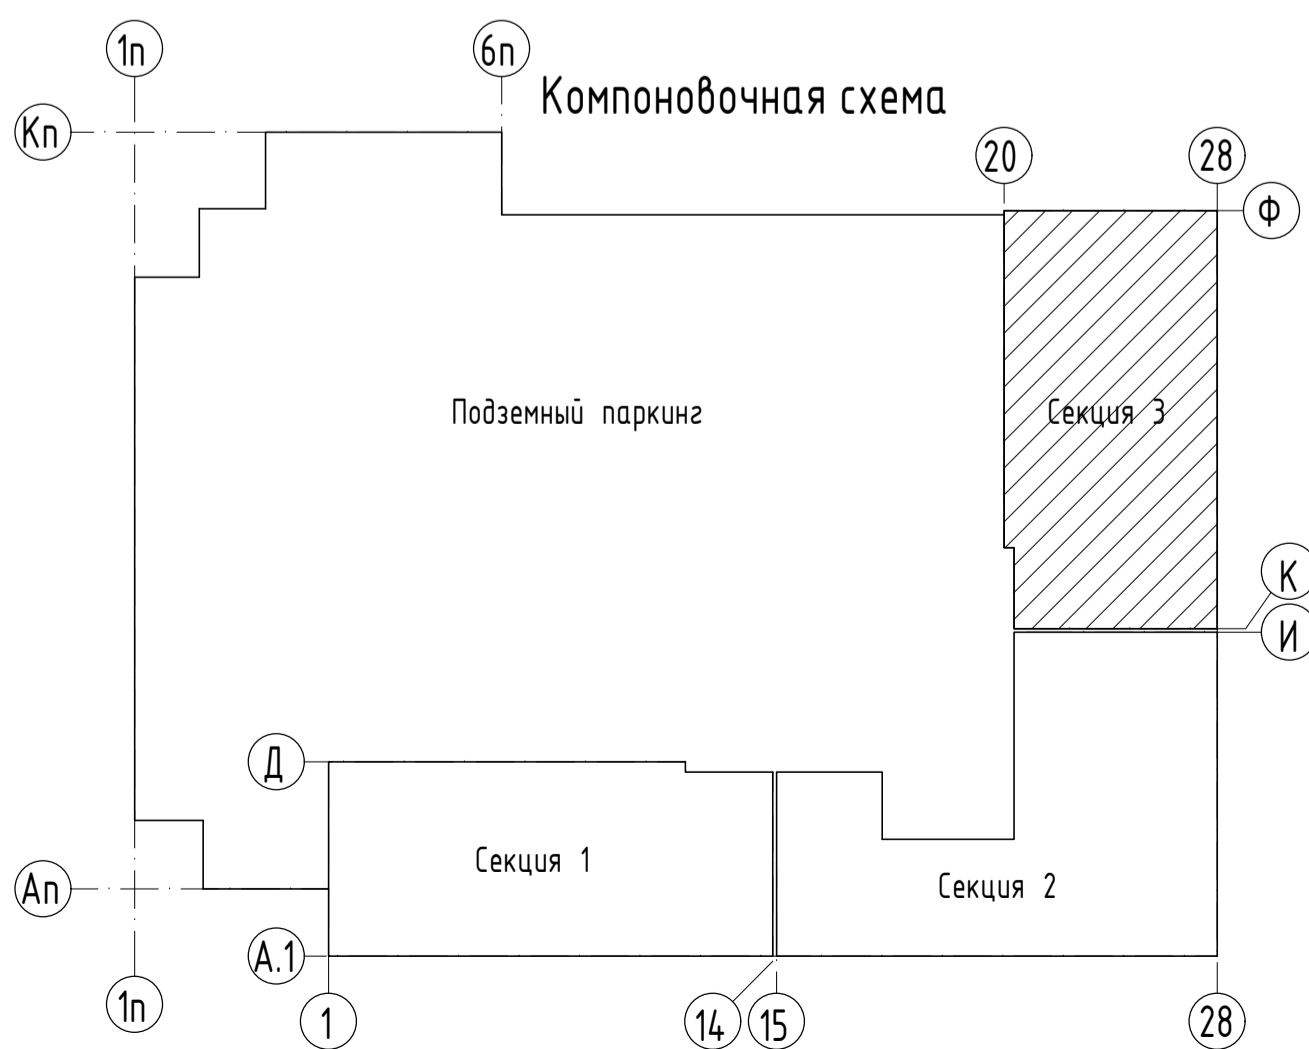 1п
6п
Компоновочная схема
Кп
20
28
Ф
Подземный паркинг
Секция 3
К
И
Д
Секция 1
Ап
Секция 2
А.1
1п
1
14
15
28